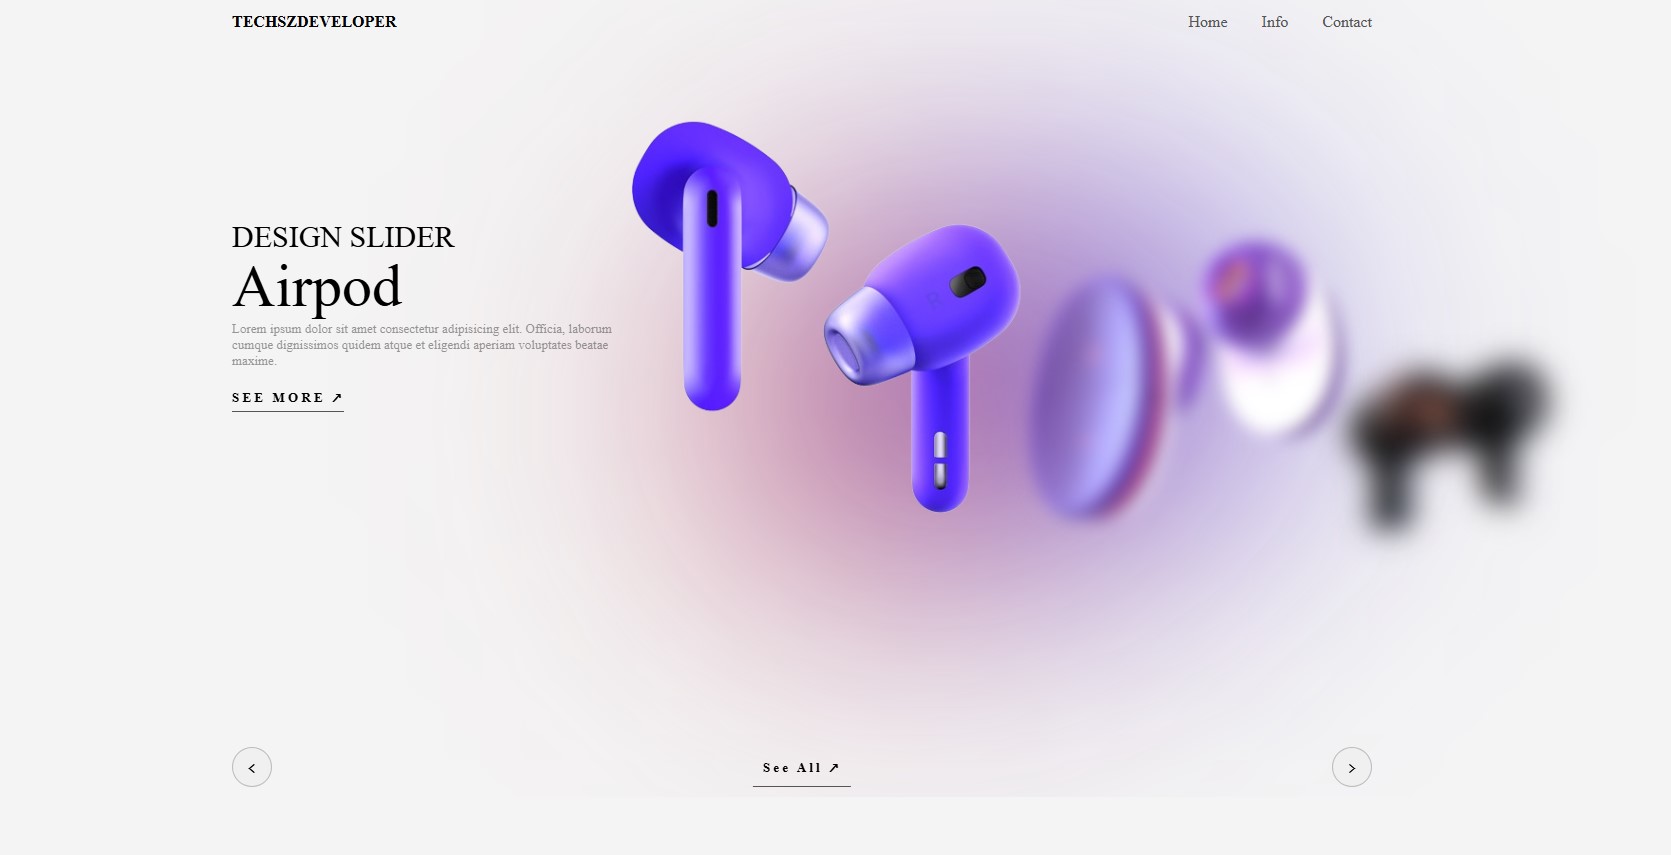 TECHSZDEVELOPER
Home Info Contact
DESIGN SLIDER
Airpod
Lorem ipsum dolor sit amet consectetur adipisicing elit. Officia, laborum
cumque dignissimos quidem atque et eligendi aperiam voluptates beatae
maxime.
SEE MORE ↗
R
<
See All ↗
>